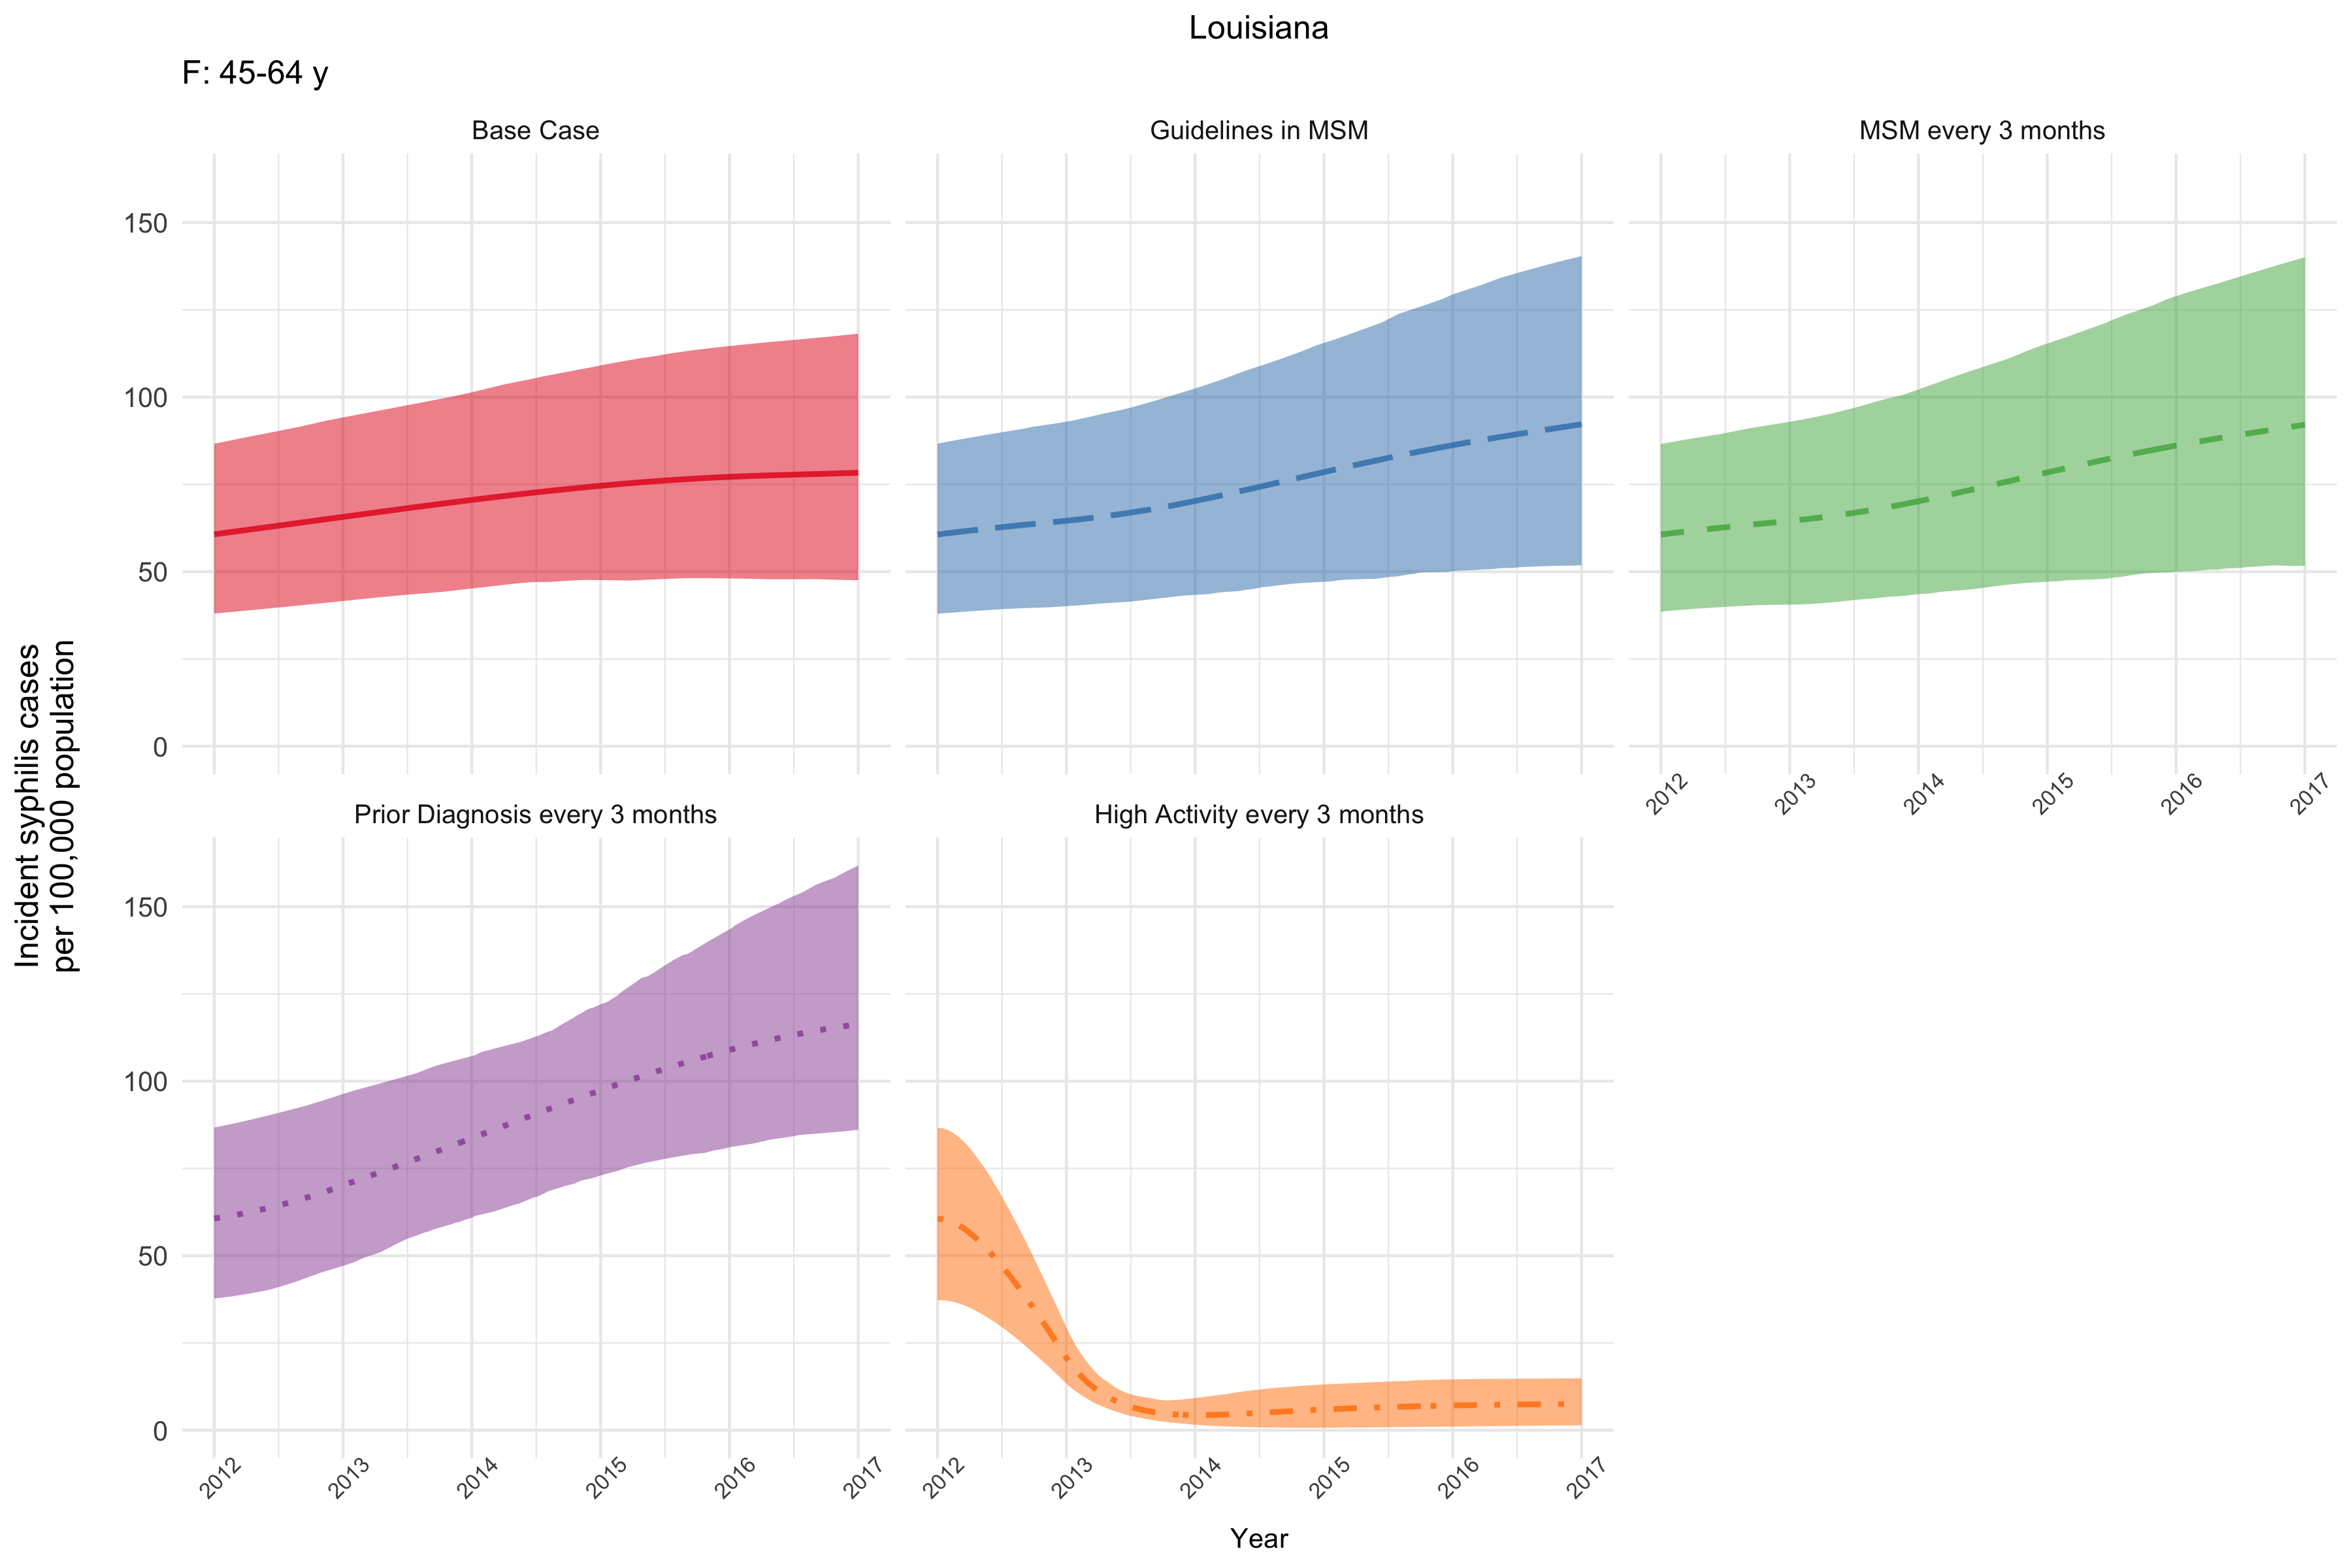 Louisiana
F: 45-64 y
Base Case
Guidelines in MSM
MSM every 3 months
150
100
50
0
2012
2013
2014
2015
2016
2017
Incident syphilis cases
per 100,000 population
Prior Diagnosis every 3 months
High Activity every 3 months
150
100
50
0
2012
2013
2014
2015
2016
2017
2012
2013
2014
2015
2016
2017
Year